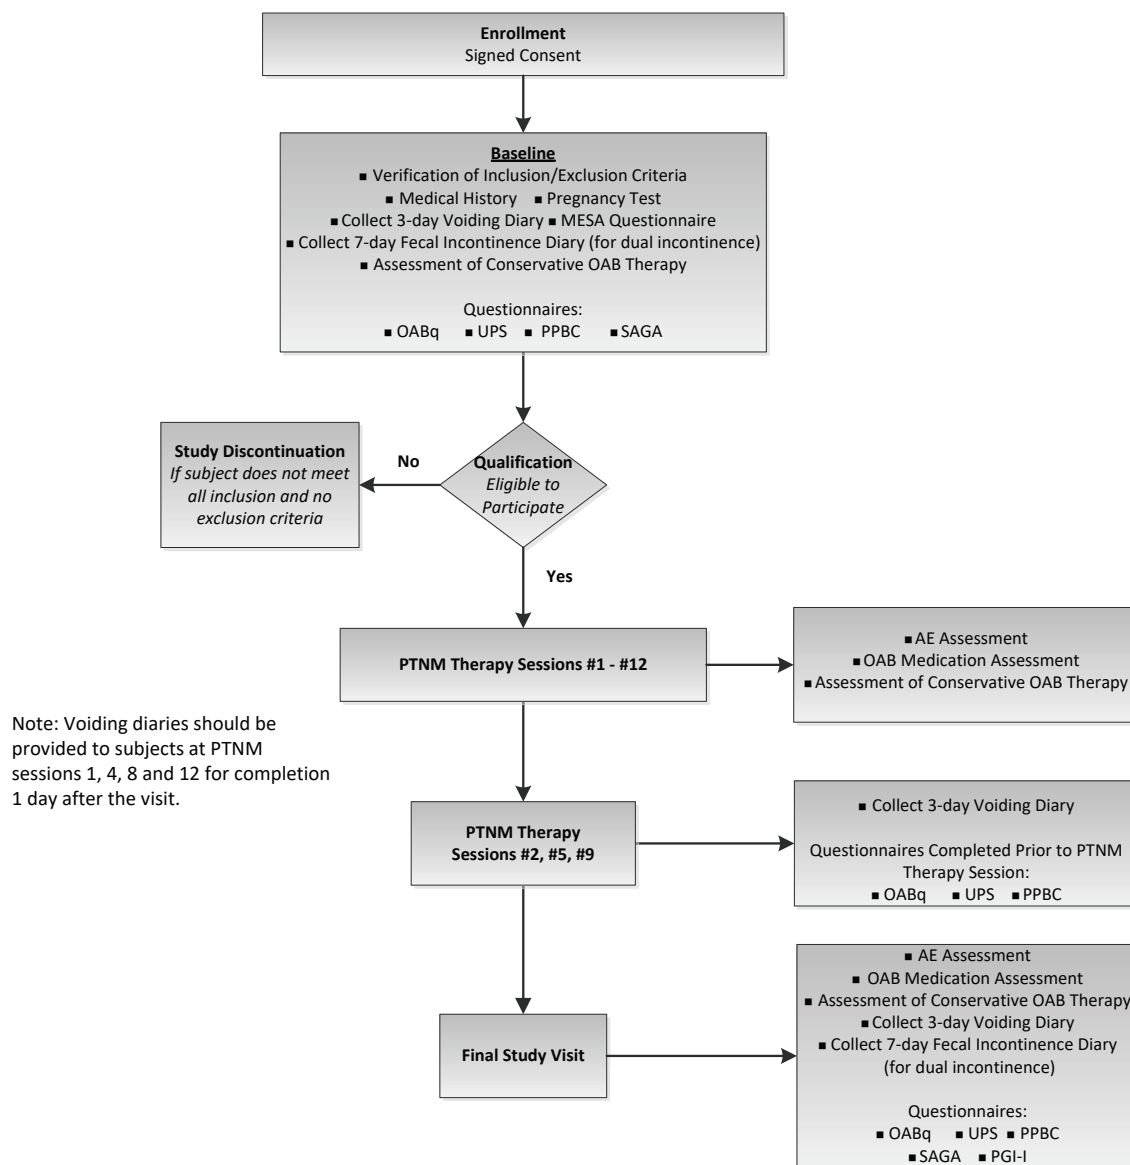 Enrollment
Signed Consent
Baseline
▪ Verification of Inclusion/Exclusion Criteria
▪ Medical History ▪ Pregnancy Test
▪ Collect 3-day Voiding Diary ▪ MESA Questionnaire
▪ Collect 7-day Fecal Incontinence Diary (for dual incontinence)
▪ Assessment of Conservative OAB Therapy
Questionnaires:
▪ OABq ▪ UPS ▪ PPBC ▪ SAGA
Study Discontinuation
If subject does not meet
all inclusion and no
exclusion criteria
No
Qualification
Eligible to
Participate
Yes
PTNM Therapy Sessions #1 - #12
▪ AE Assessment
▪ OAB Medication Assessment
▪ Assessment of Conservative OAB Therapy
Note: Voiding diaries should be
provided to subjects at PTNM
sessions 1, 4, 8 and 12 for completion
1 day after the visit.
PTNM Therapy
Sessions #2, #5, #9
▪ Collect 3-day Voiding Diary
Questionnaires Completed Prior to PTNM
Therapy Session:
▪ OABq ▪ UPS ▪ PPBC
Final Study Visit
▪ AE Assessment
▪ OAB Medication Assessment
▪ Assessment of Conservative OAB Therapy
▪ Collect 3-day Voiding Diary
▪ Collect 7-day Fecal Incontinence Diary
(for dual incontinence)
Questionnaires:
▪ OABq ▪ UPS ▪ PPBC
▪ SAGA ▪ PGI-I